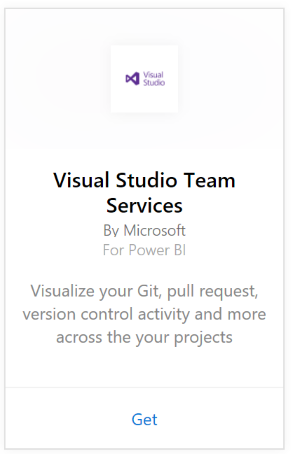 Visual
Studio
Visual Studio Team
Services
By Microsoft
For Power BI
Visualize your Git, pull request,
version control activity and more
across the your projects
Get